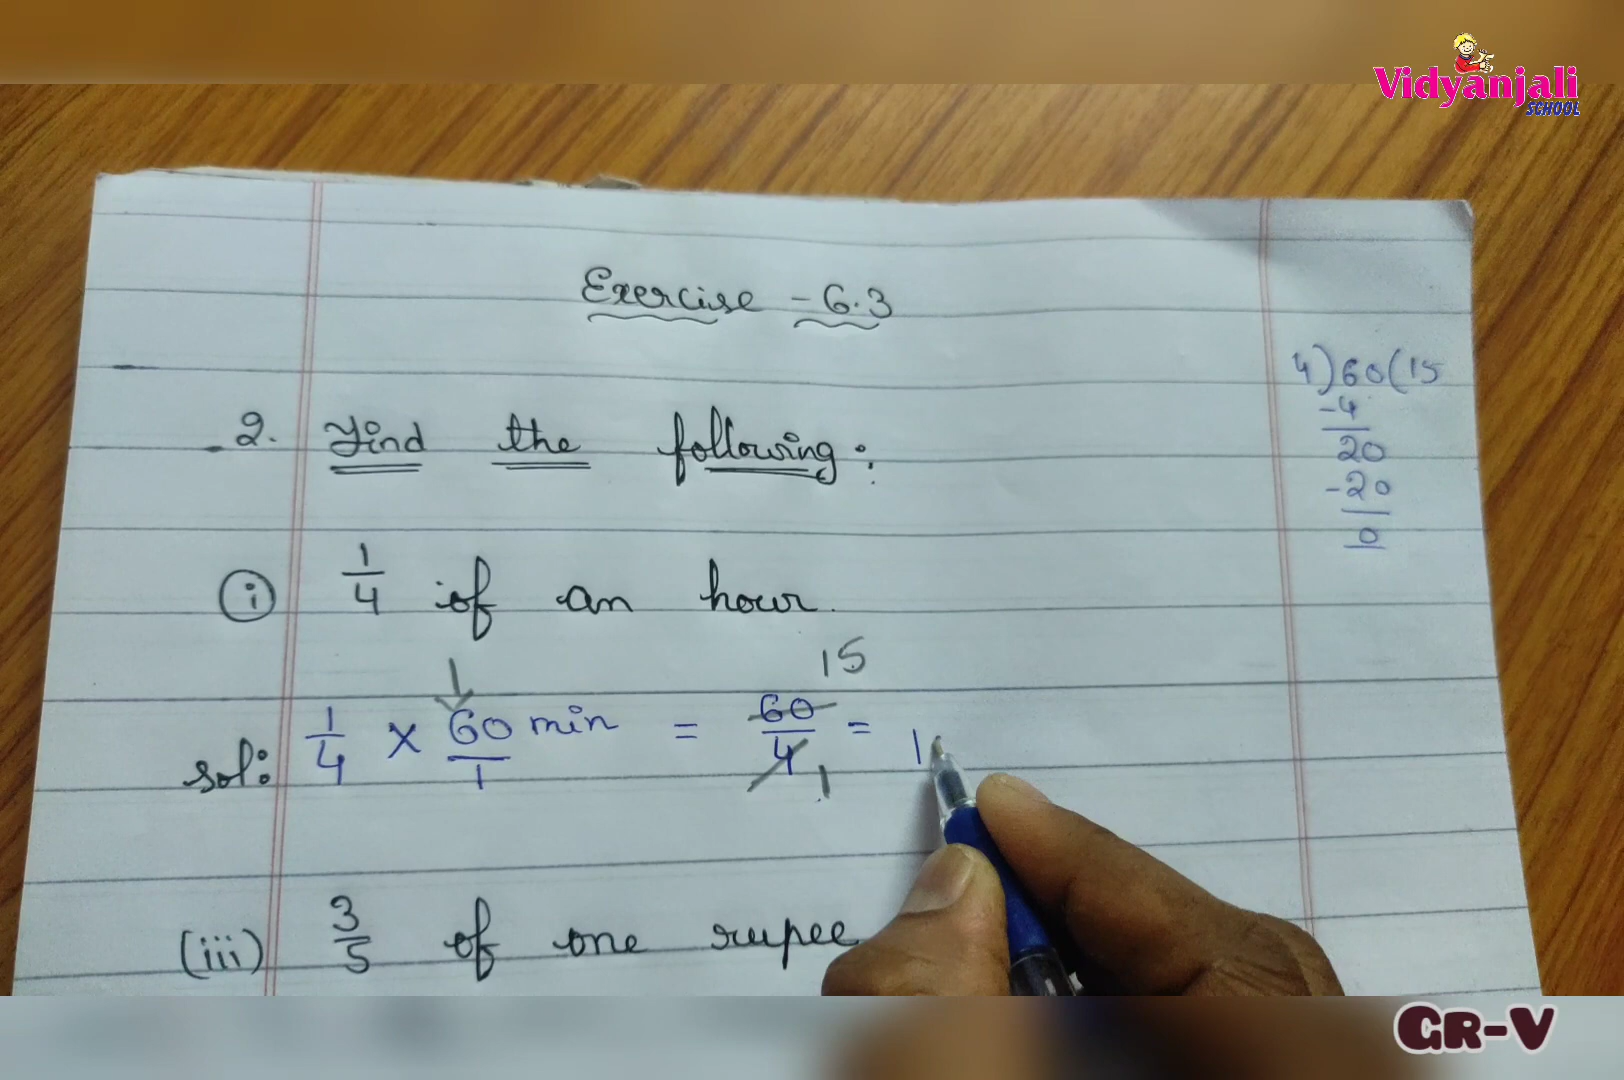 Vidyanjali
SCHOOL
Exercise - 6.3
2. Find the following:
(i) 1/4 of an hour.
15
sol: 1/4 × 60/1 min = 60/4 = 1
1
(iii) 3/5 of one rupee
4)60(15
-4
20
-20
0
GR-V